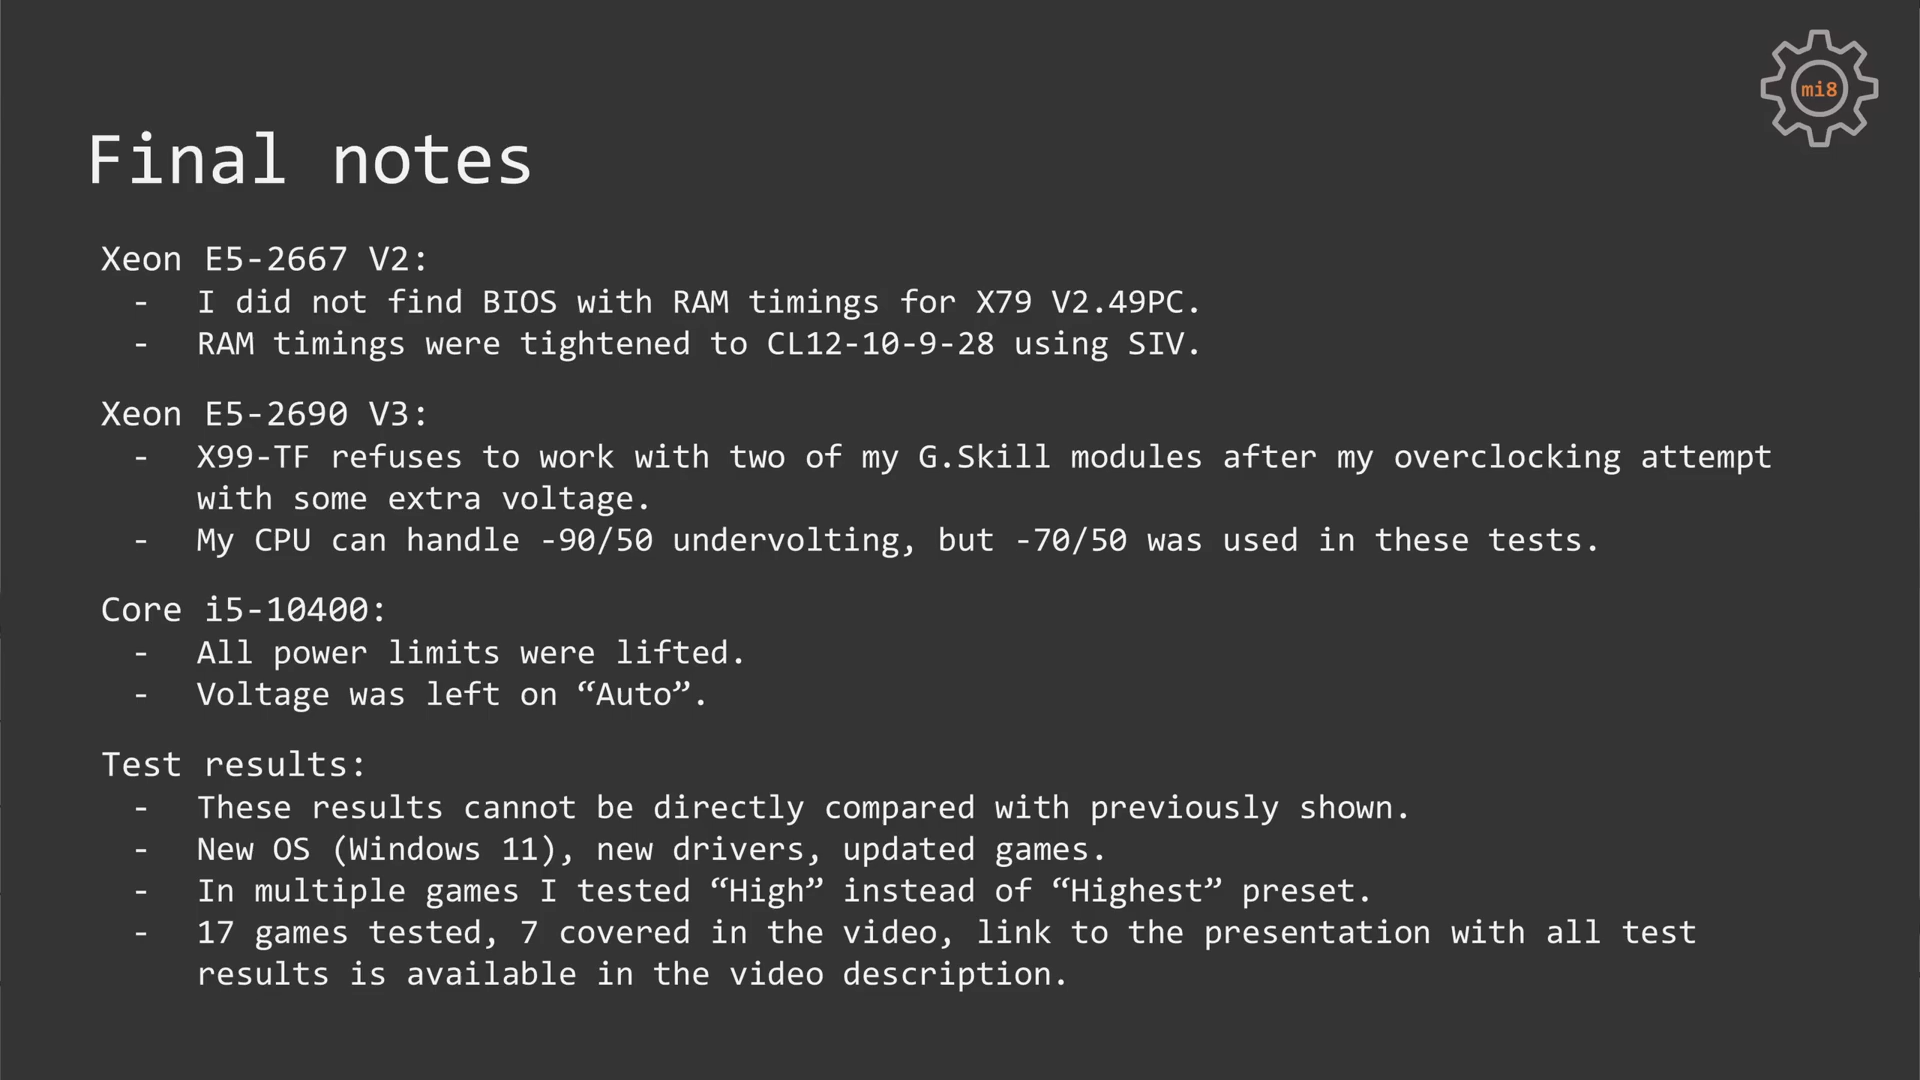 mi8
Final notes
Xeon E5-2667 V2:
- I did not find BIOS with RAM timings for X79 V2.49PC.
- RAM timings were tightened to CL12-10-9-28 using SIV.
Xeon E5-2690 V3:
- X99-TF refuses to work with two of my G.Skill modules after my overclocking attempt
with some extra voltage.
- My CPU can handle -90/50 undervolting, but -70/50 was used in these tests.
Core i5-10400:
- All power limits were lifted.
- Voltage was left on “Auto”.
Test results:
- These results cannot be directly compared with previously shown.
- New OS (Windows 11), new drivers, updated games.
- In multiple games I tested “High” instead of “Highest” preset.
- 17 games tested, 7 covered in the video, link to the presentation with all test
results is available in the video description.